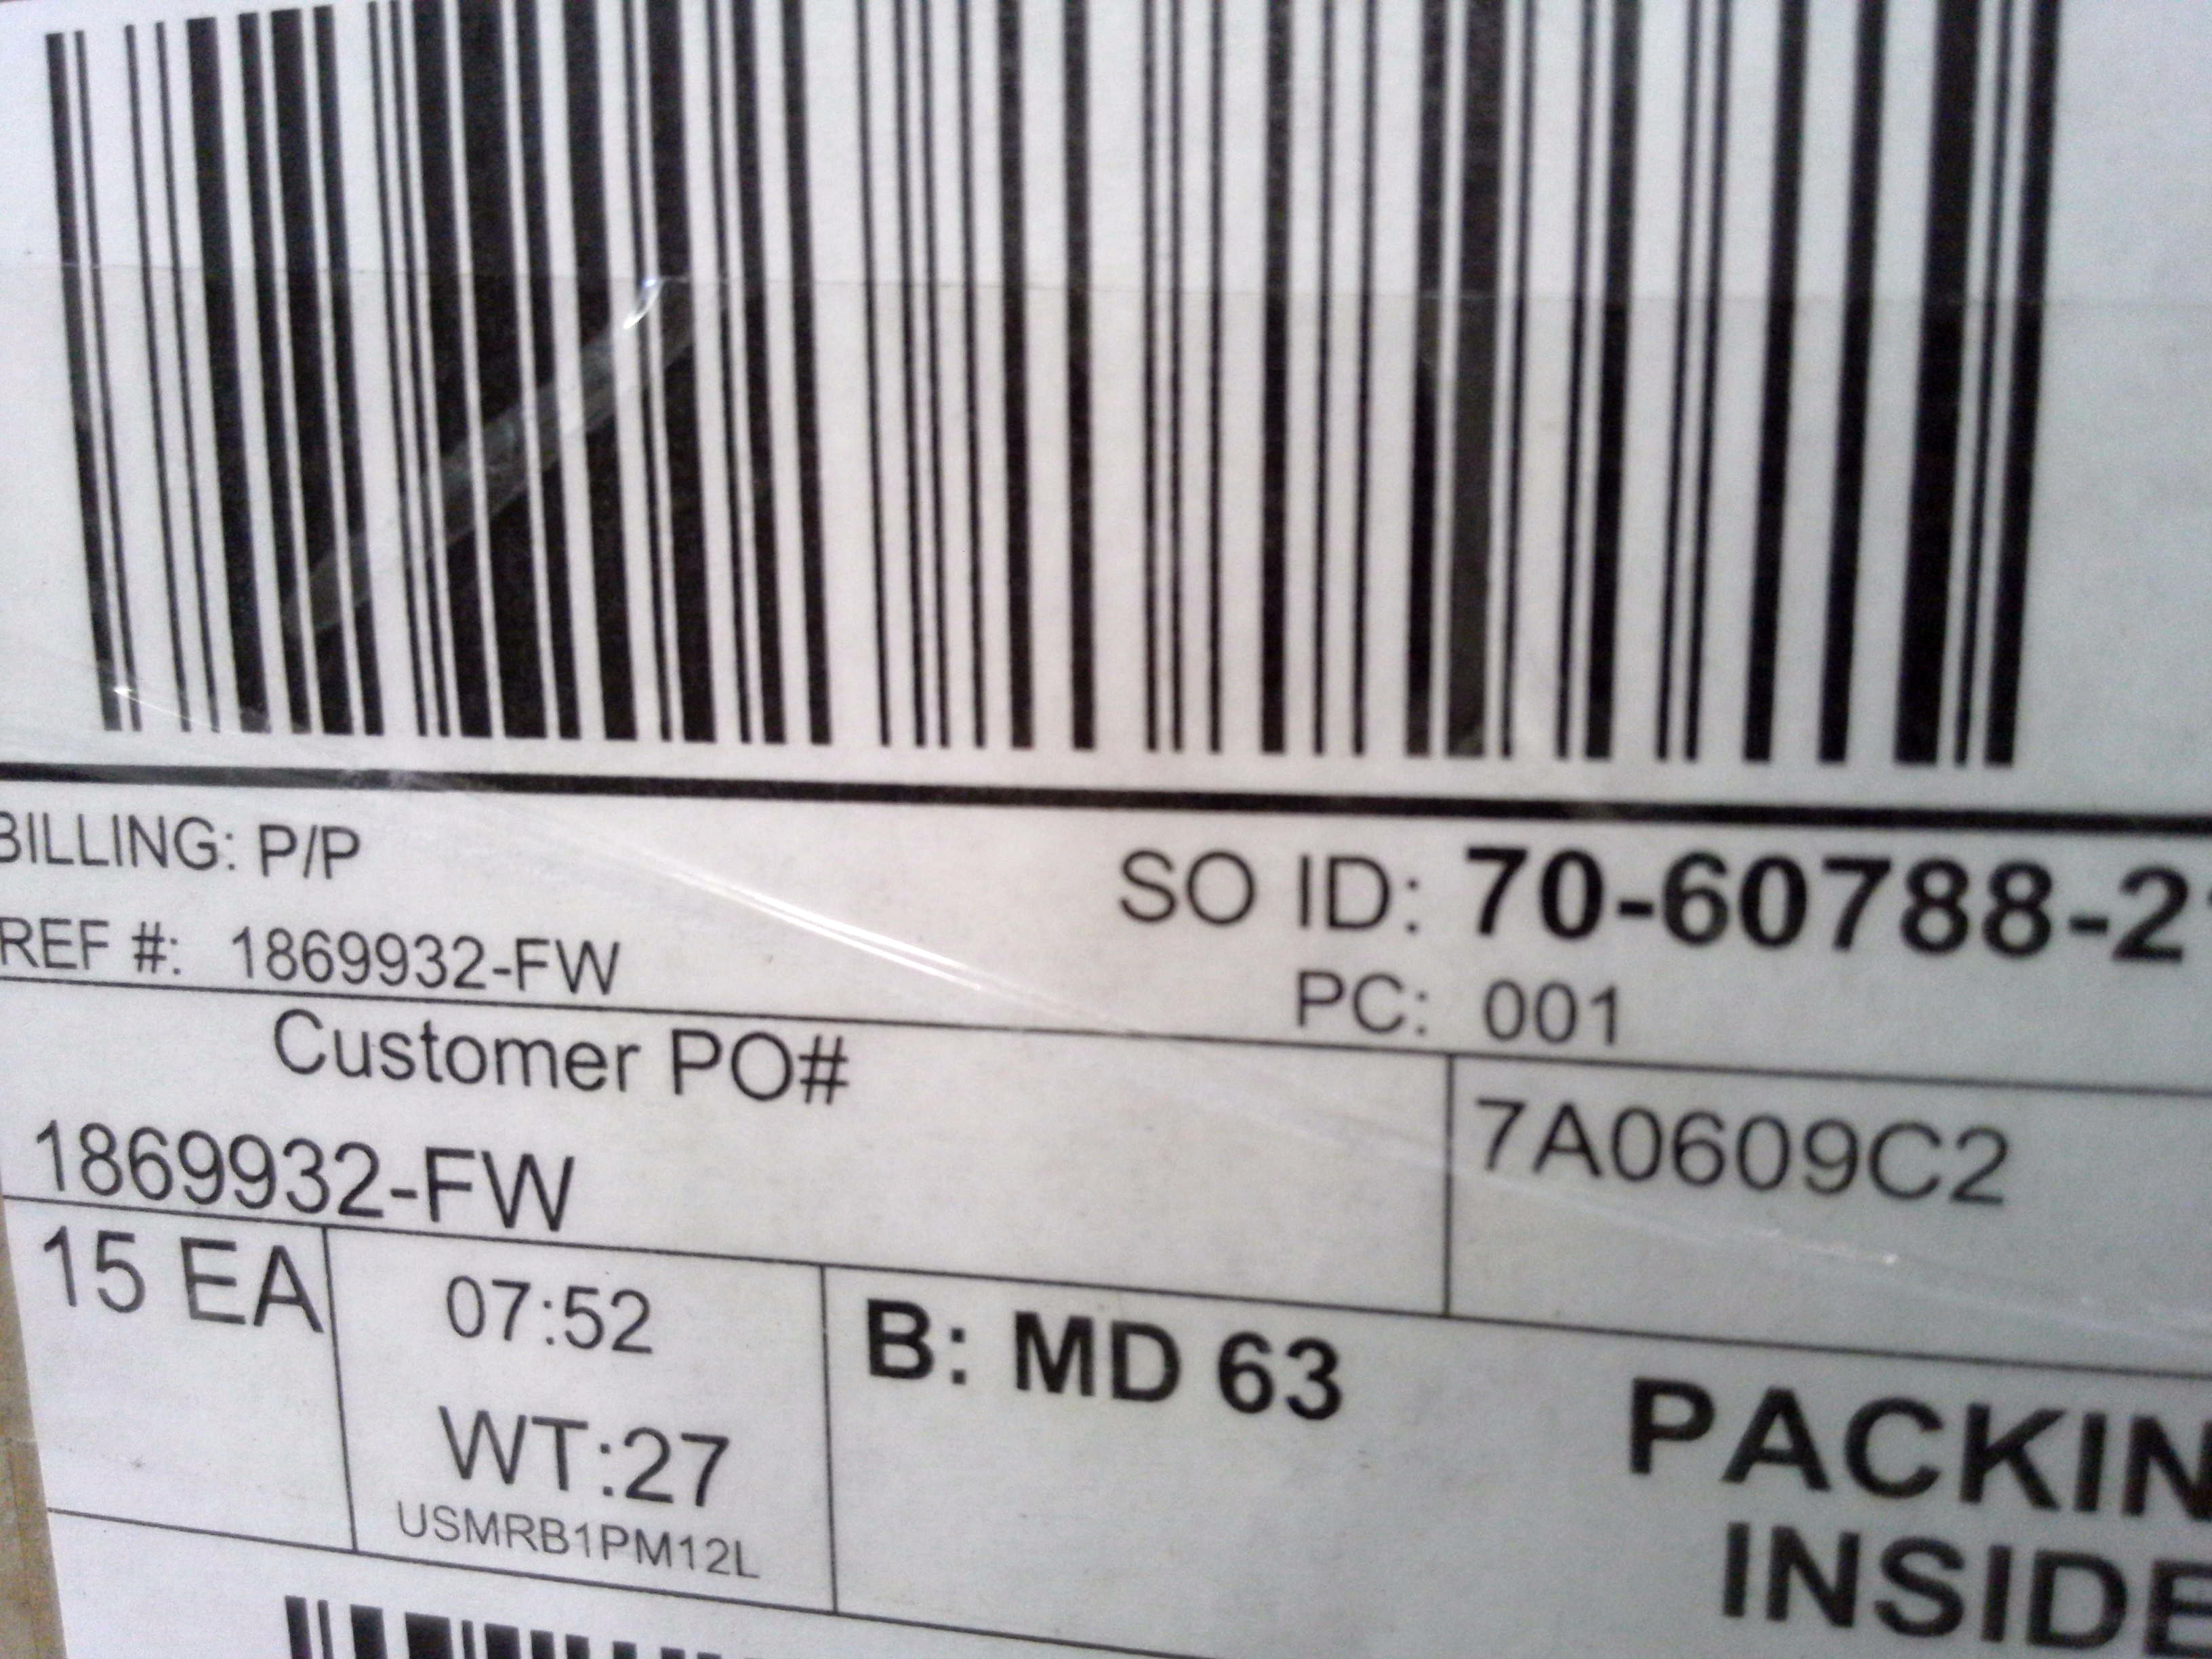 BILLING: P/P
SO ID: 70-60788-2
REF #: 1869932-FW
PC: 001
Customer PO#
1869932-FW
7A0609C2
15 EA
07:52
WT:27
USMRB1PM12L
B: MD 63
PACKIN
INSIDE